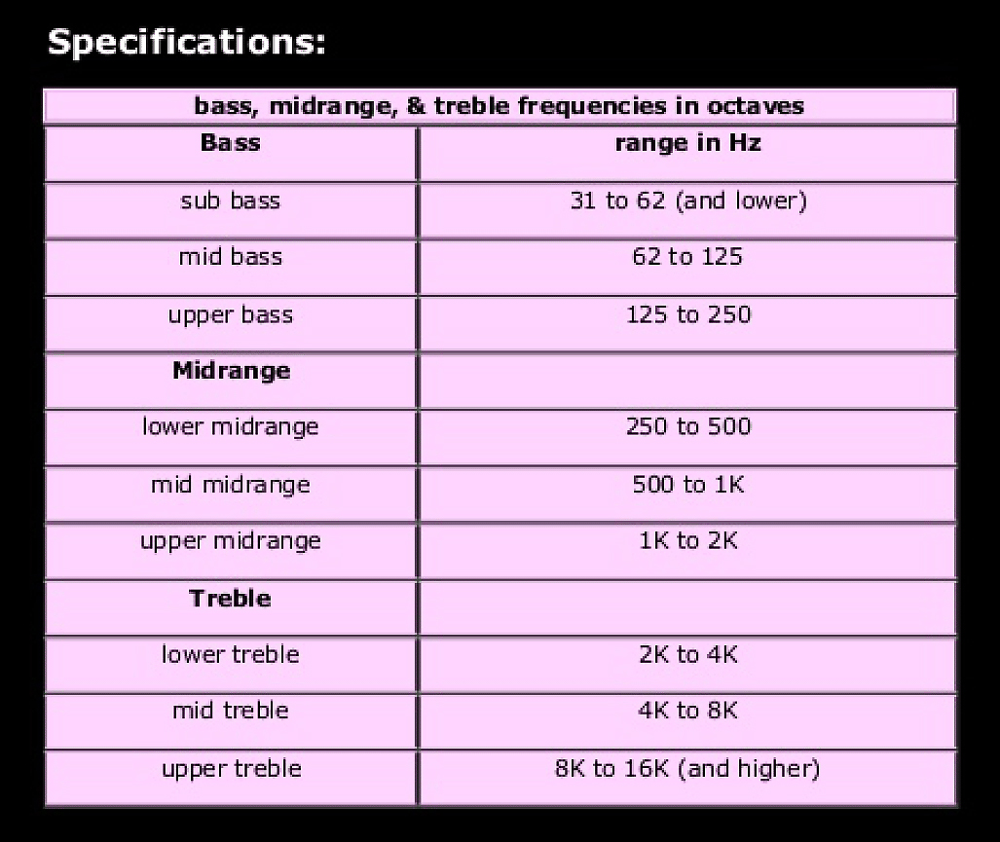 Specifications:
bass, midrange, & treble frequencies in octaves
Bass range in Hz
sub bass 31 to 62 (and lower)
mid bass 62 to 125
upper bass 125 to 250
Midrange
lower midrange 250 to 500
mid midrange 500 to 1K
upper midrange 1K to 2K
Treble
lower treble 2K to 4K
mid treble 4K to 8K
upper treble 8K to 16K (and higher)